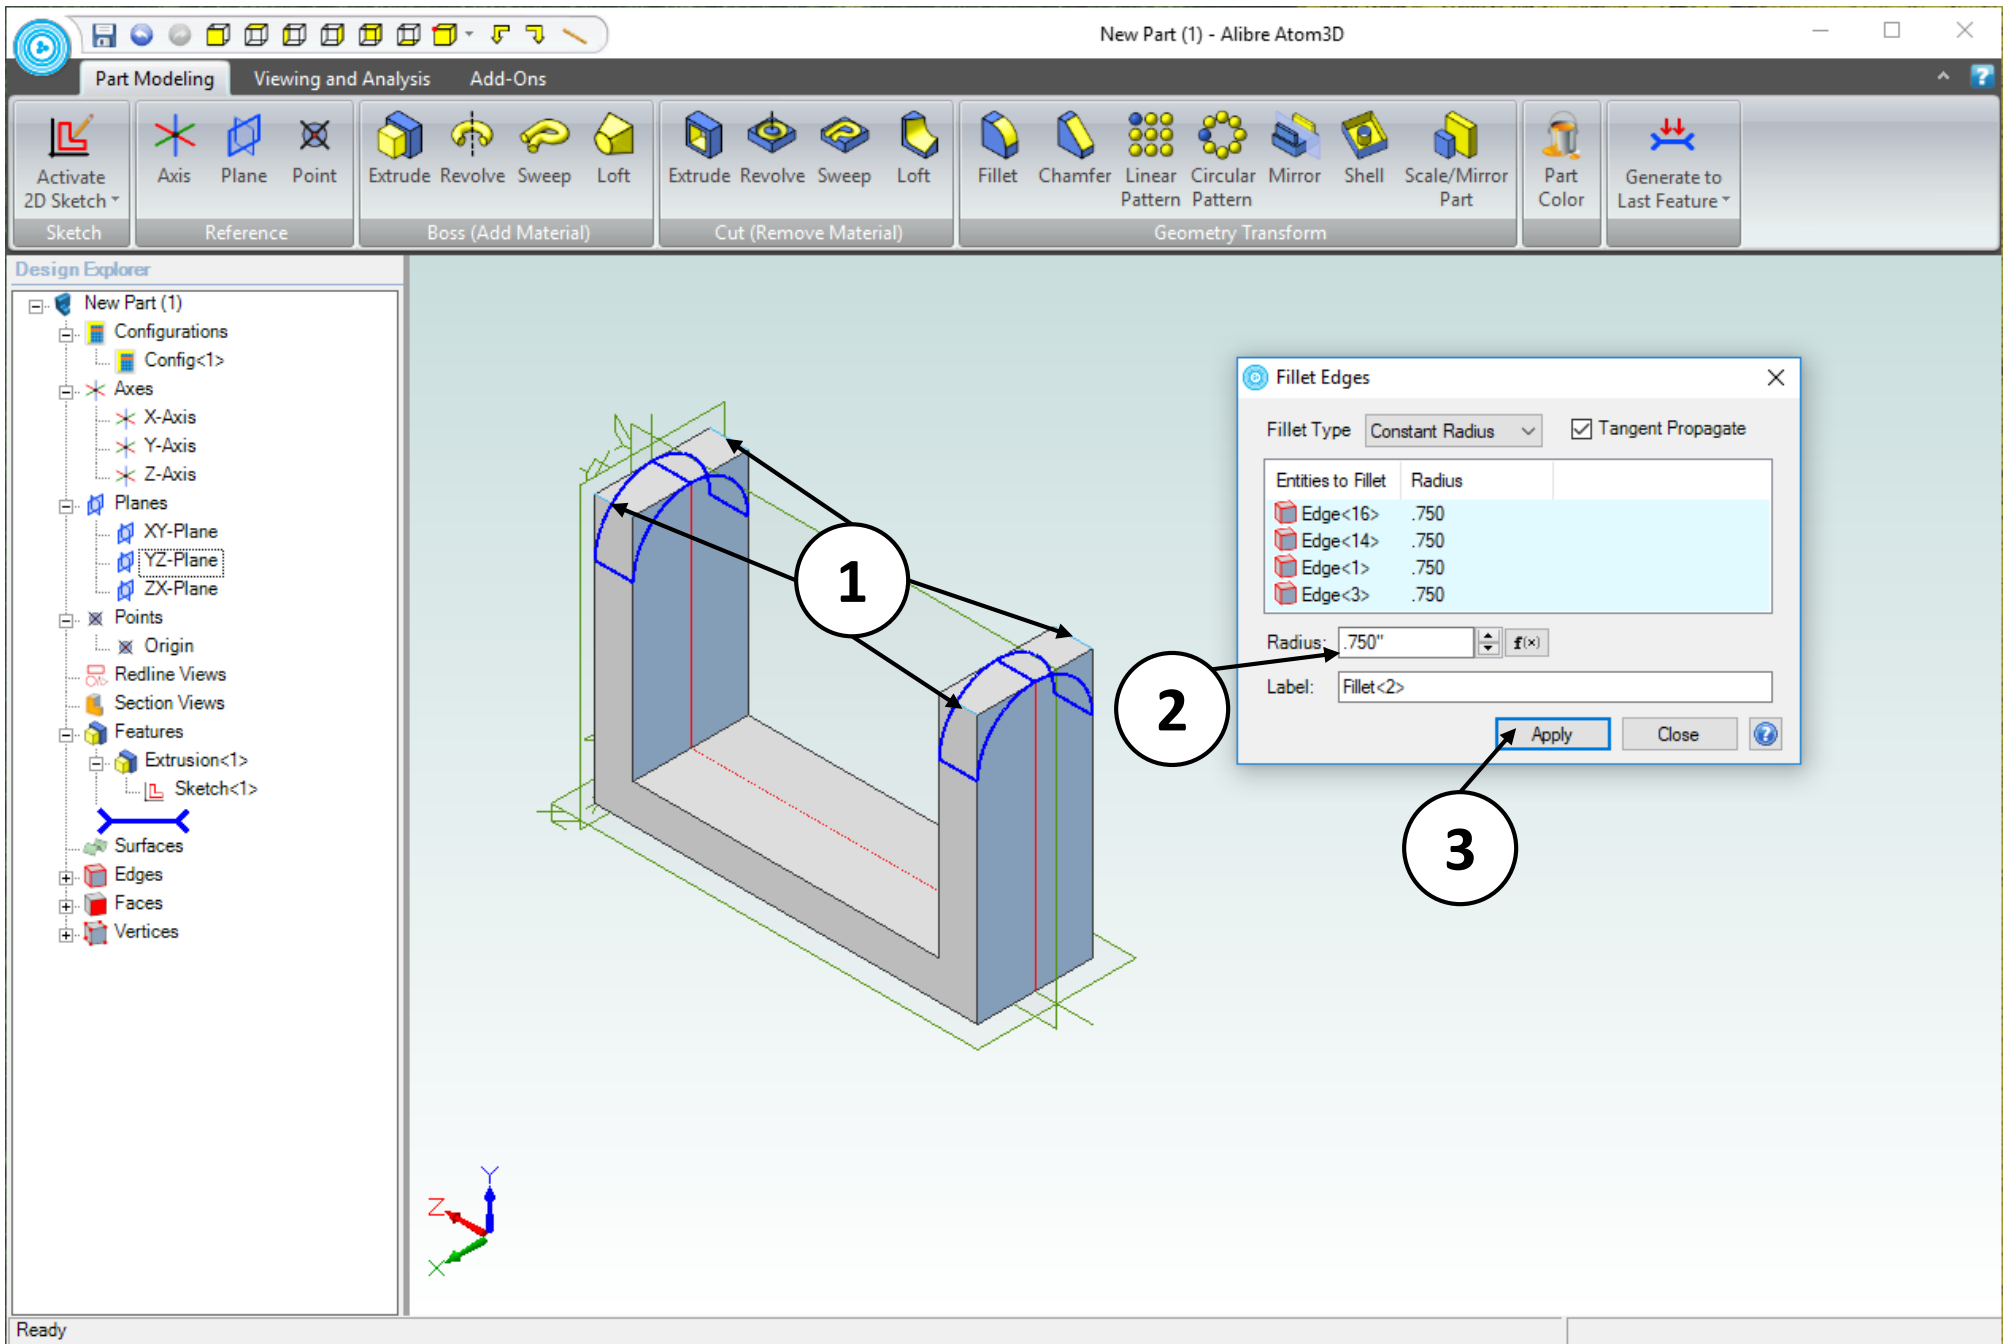 New Part (1) - Alibre Atom3D
Part Modeling Viewing and Analysis Add-Ons
Activate 2D Sketch
Axis Plane Point
Extrude Revolve Sweep Loft
Extrude Revolve Sweep Loft
Fillet Chamfer Linear Pattern Circular Pattern Mirror Shell Scale/Mirror Part
Part Color
Generate to Last Feature
Sketch Reference Boss (Add Material) Cut (Remove Material) Geometry Transform
Design Explorer
New Part (1)
Configurations
Config<1>
Axes
X-Axis
Y-Axis
Z-Axis
Planes
XY-Plane
YZ-Plane
ZX-Plane
Points
Origin
Redline Views
Section Views
Features
Extrusion<1>
Sketch<1>
Surfaces
Edges
Faces
Vertices
1
2
3
Fillet Edges
Fillet Type Constant Radius Tangent Propagate
Entities to Fillet Radius
Edge<16> .750
Edge<14> .750
Edge<1> .750
Edge<3> .750
Radius: .750" f(x)
Label: Fillet<2>
Apply Close ?
Y
Z
X
Ready